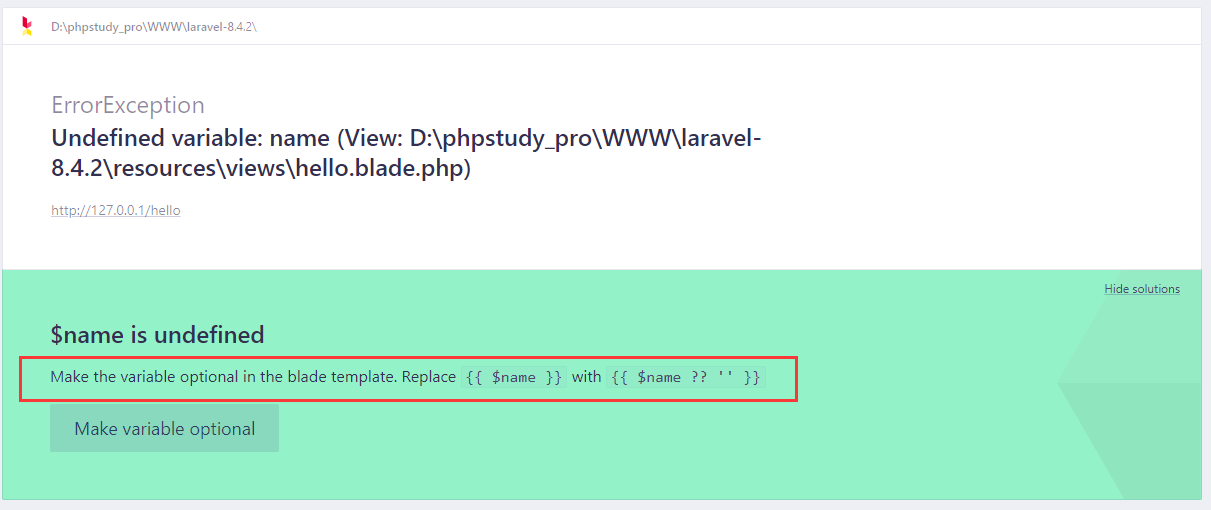 D:\phpstudy_pro\WWW\laravel-8.4.2\
ErrorException
Undefined variable: name (View: D:\phpstudy_pro\WWW\laravel-
8.4.2\resources\views\hello.blade.php)
http://127.0.0.1/hello
Hide solutions
$name is undefined
Make the variable optional in the blade template. Replace {{ $name }} with {{ $name ?? '' }}
Make variable optional